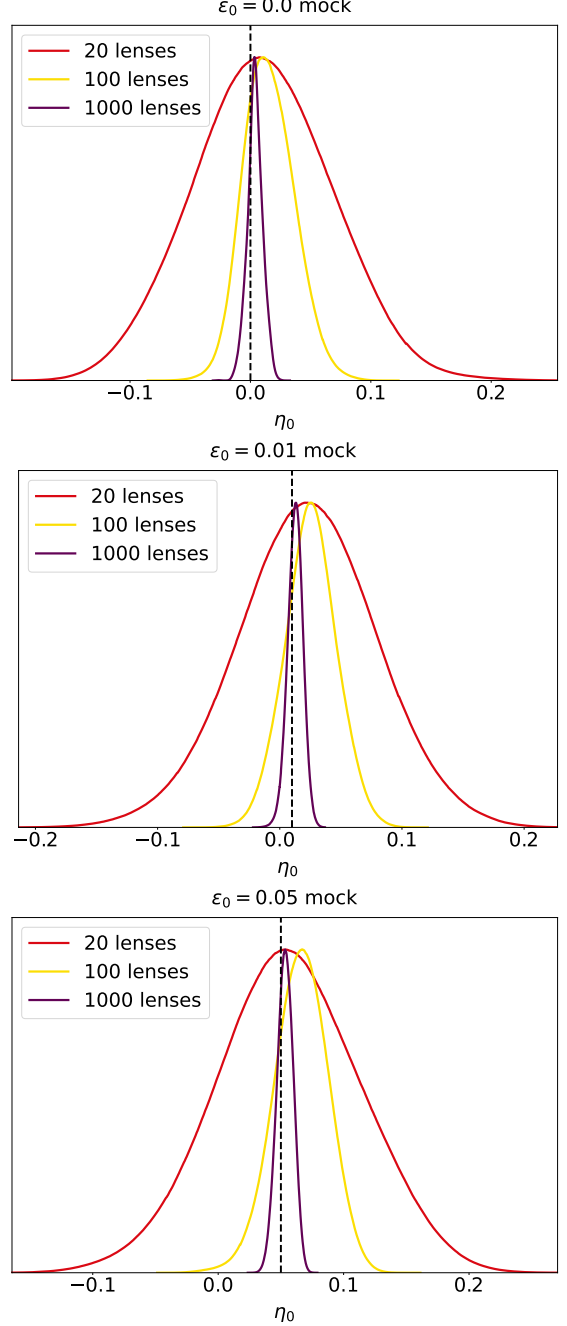 ε₀ = 0.0 mock
20 lenses
100 lenses
1000 lenses
−0.1 0.0 0.1 0.2
η₀
ε₀ = 0.01 mock
20 lenses
100 lenses
1000 lenses
−0.2 −0.1 0.0 0.1 0.2
η₀
ε₀ = 0.05 mock
20 lenses
100 lenses
1000 lenses
−0.1 0.0 0.1 0.2
η₀